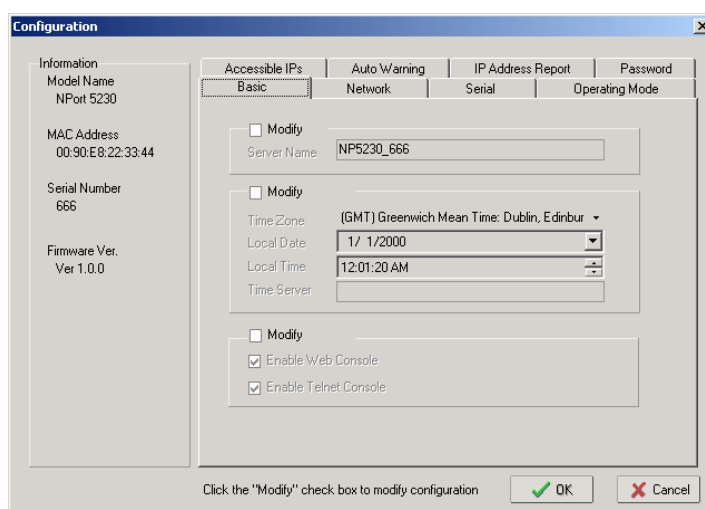 Configuration
Information
Model Name
NPort 5230
MAC Address
00:90:E8:22:33:44
Serial Number
666
Firmware Ver.
Ver 1.0.0
Accessible IPs
Auto Warning
IP Address Report
Password
Basic
Network
Serial
Operating Mode
Modify
Server Name
NP5230_666
Modify
Time Zone
(GMT) Greenwich Mean Time: Dublin, Edinbur
Local Date
1/ 1/2000
Local Time
12:01:20 AM
Time Server
Modify
Enable Web Console
Enable Telnet Console
Click the "Modify" check box to modify configuration
OK
Cancel